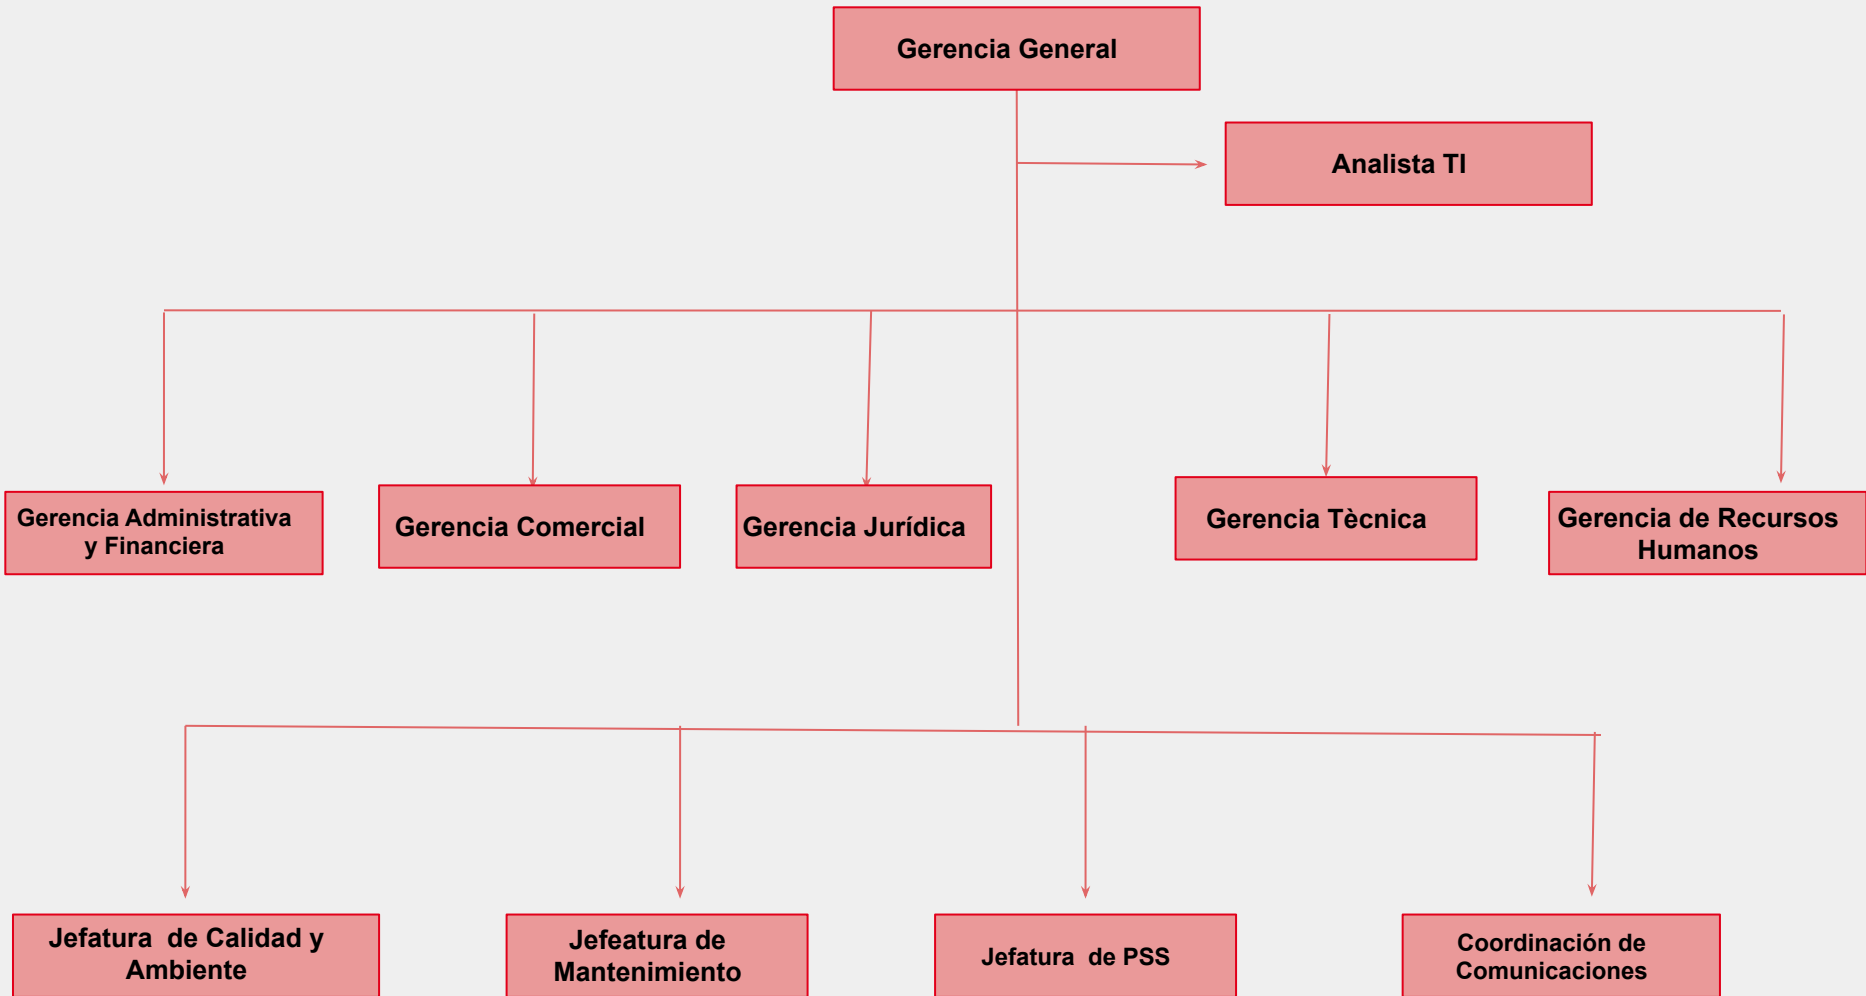 Gerencia General
Analista TI
Gerencia Administrativa
y Financiera
Gerencia Comercial
Gerencia Jurídica
Gerencia Tècnica
Gerencia de Recursos
Humanos
Jefatura  de Calidad y
Ambiente
Jefeatura de
Mantenimiento
Jefatura  de PSS
Coordinación de
Comunicaciones